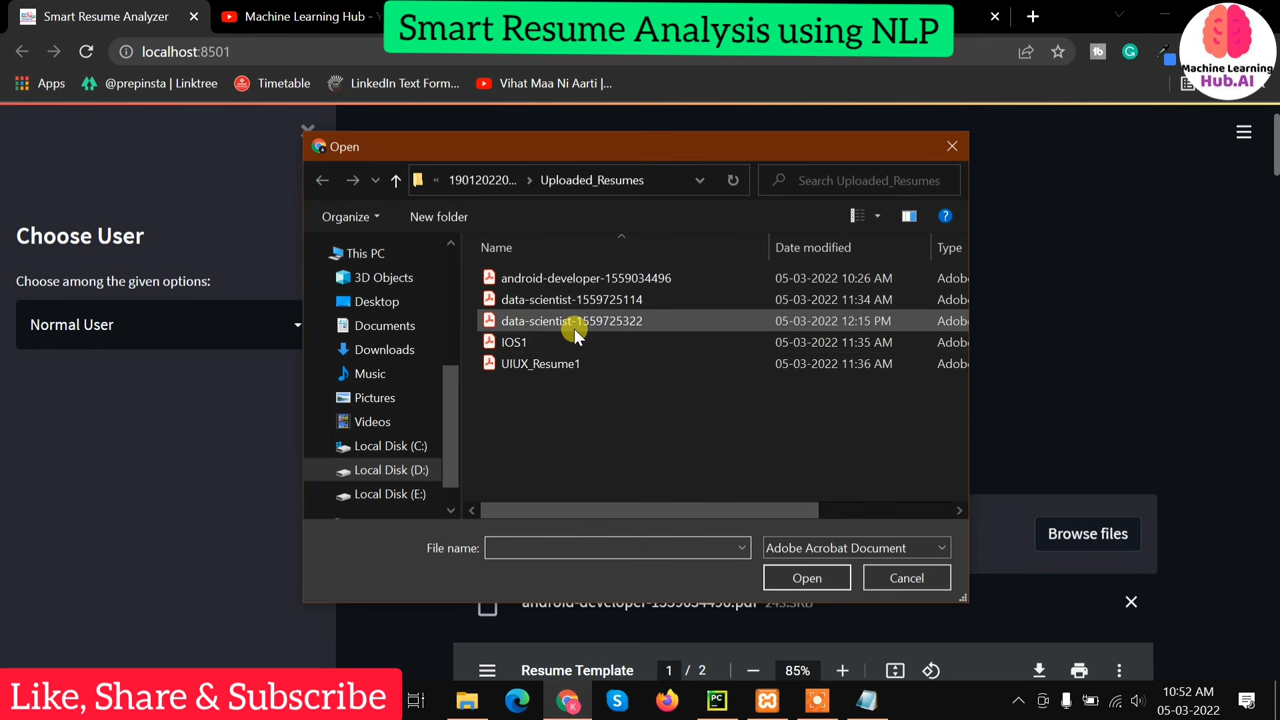 Smart Resume Analyzer
Machine Learning Hub -
Smart Resume Analysis using NLP
localhost:8501
Machine Learning
Hub.AI
Apps
@prepinsta | Linktree
Timetable
LinkedIn Text Form...
ViharMaa Ni Aarti |...
Open
190120220...
Uploaded_Resumes
Search Uploaded_Resumes
Organize
New folder
Choose User
Choose among the given options:
Normal User
This PC
3D Objects
Desktop
Documents
Downloads
Music
Pictures
Videos
Local Disk (C:)
Local Disk (D:)
Local Disk (E:)
Name
Date modified
Type
android-developer-1559034496
05-03-2022 10:26 AM
Adobe
data-scientist-1559725114
05-03-2022 11:34 AM
Adobe
data-scientist-1559725322
05-03-2022 12:15 PM
Adobe
IOS1
05-03-2022 11:35 AM
Adobe
UIUX_Resume1
05-03-2022 11:36 AM
Adobe
File name:
Adobe Acrobat Document
Open
Cancel
Browse files
android-developer-1559034496.pdf
Resume Template
1 / 2
85%
Like, Share & Subscribe
10:52 AM
05-03-2022